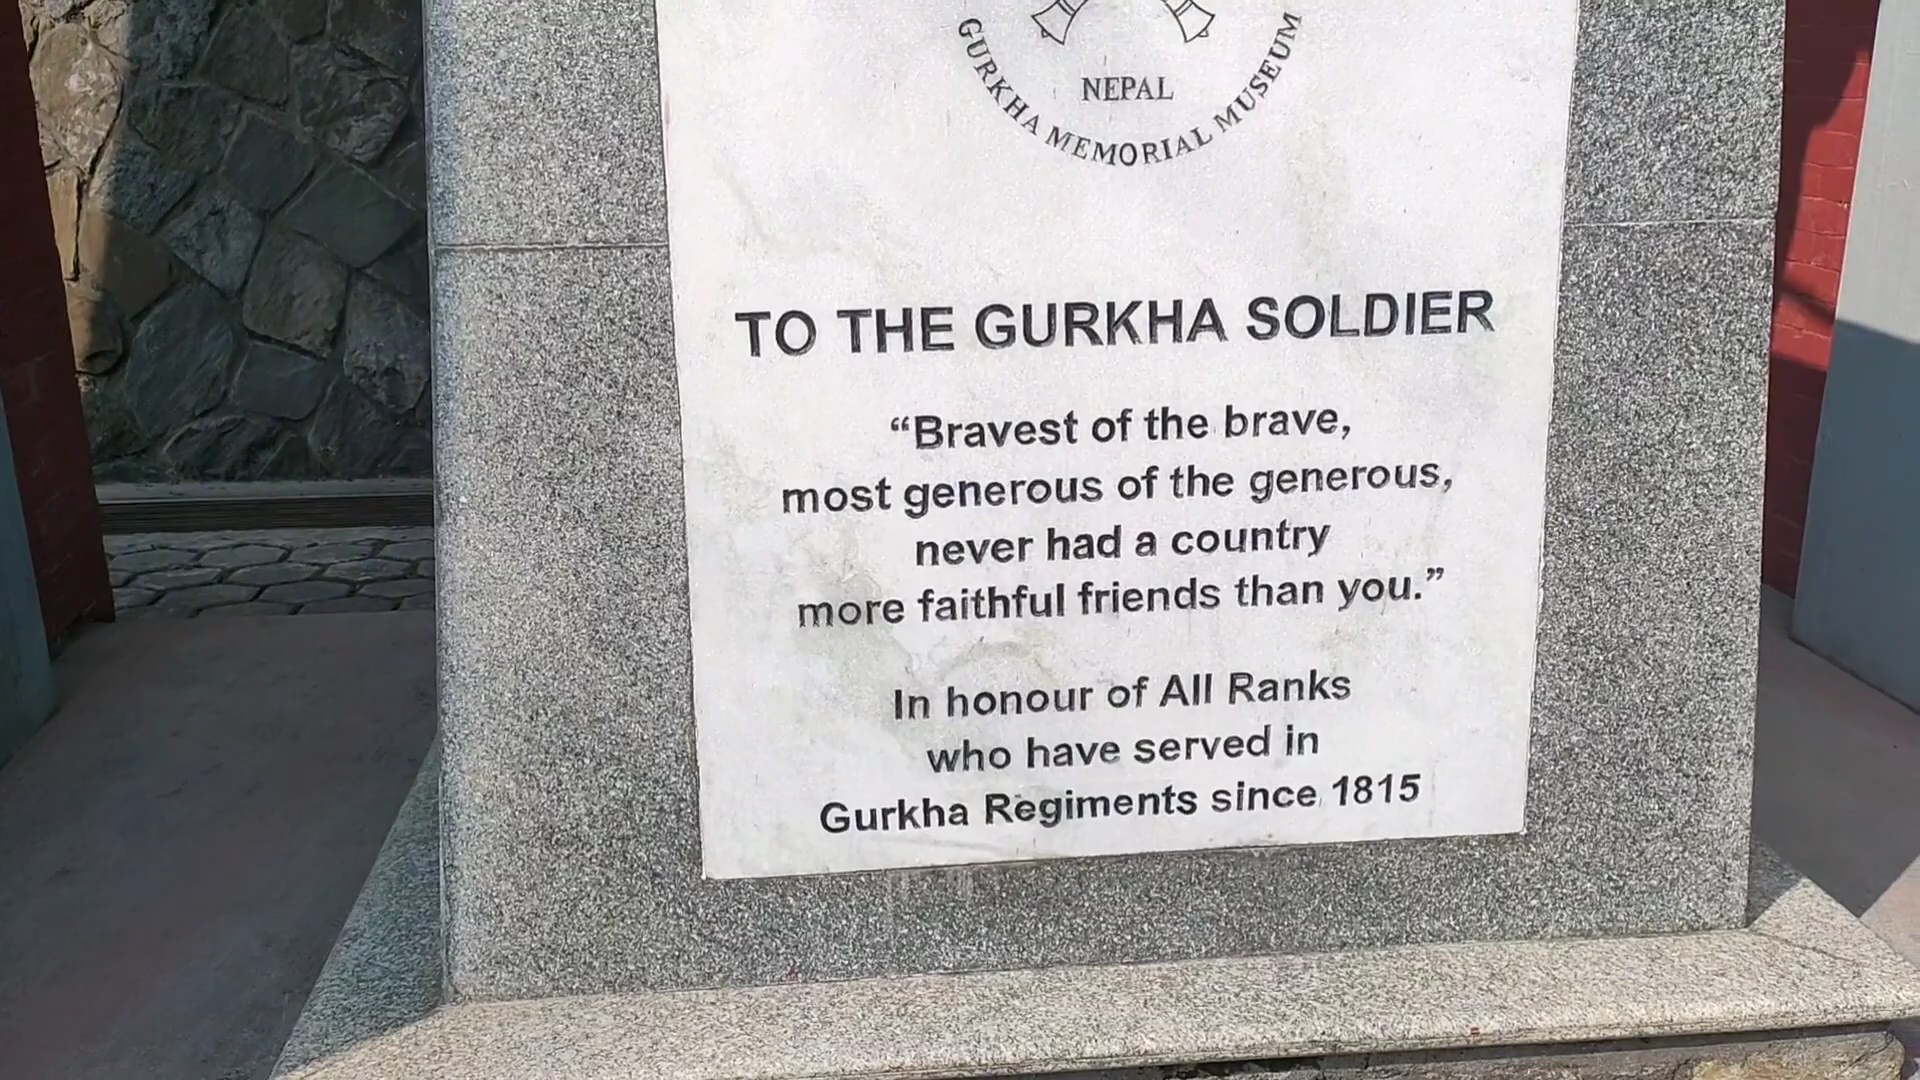 NEPAL
GURKHA MEMORIAL MUSEUM
TO THE GURKHA SOLDIER
“Bravest of the brave,
most generous of the generous,
never had a country
more faithful friends than you.”
In honour of All Ranks
who have served in
Gurkha Regiments since 1815